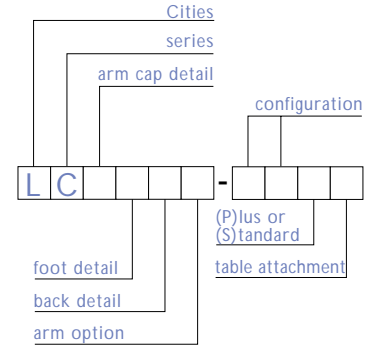 Cities
series
arm cap detail
configuration
L C -
(P)lus or
(S)tandard
foot detail
table attachment
back detail
arm option